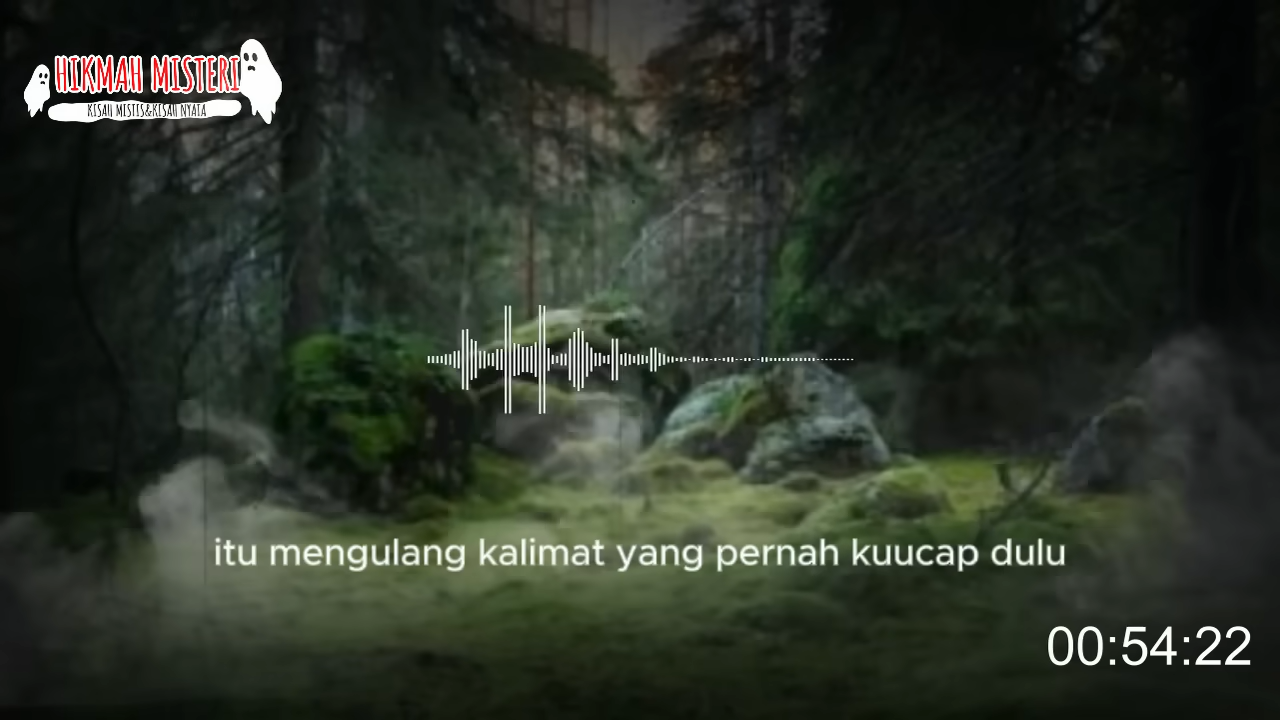 HIKMAH MISTERI
KISAH MISTIS&KISAH NYATA
itu mengulang kalimat yang pernah kuucap dulu
00:54:22